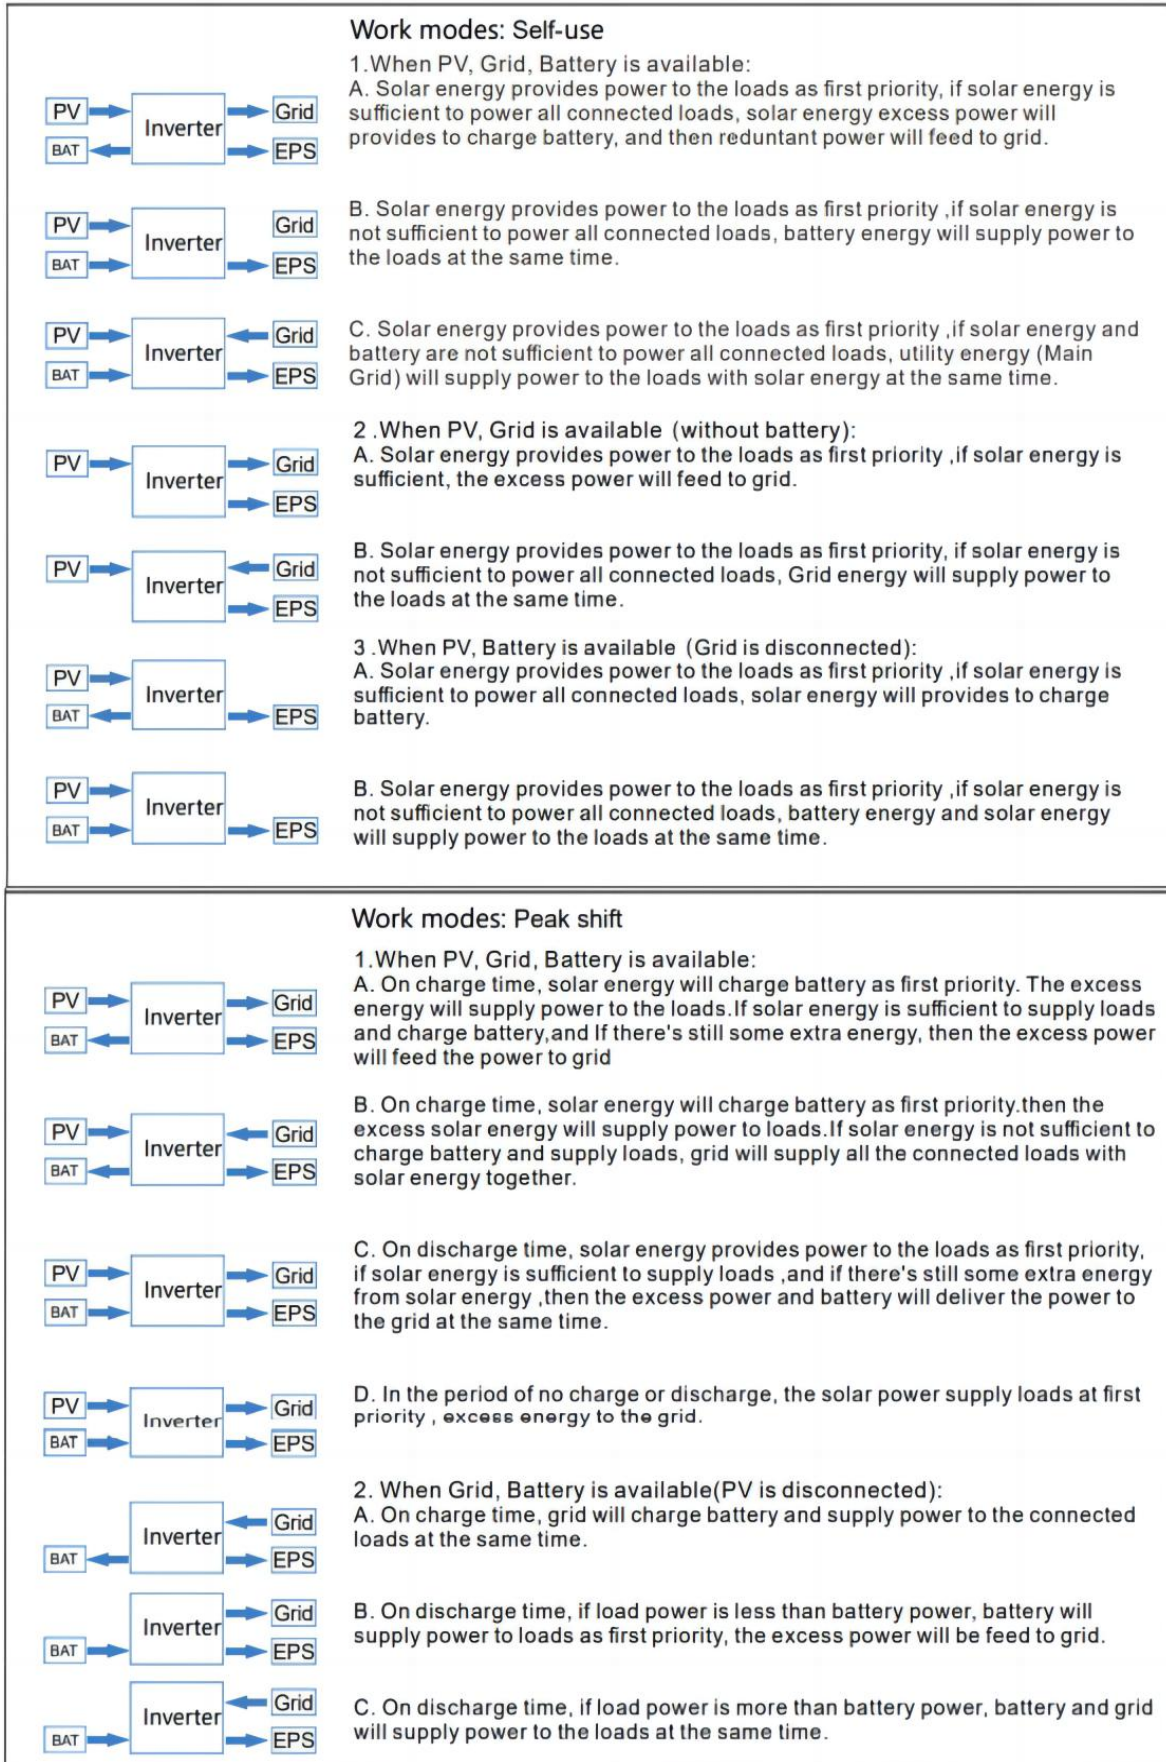 Work modes: Self-use
1.When PV, Grid, Battery is available:
A. Solar energy provides power to the loads as first priority, if solar energy is
sufficient to power all connected loads, solar energy excess power will
provides to charge battery, and then reduntant power will feed to grid.
PV Inverter Grid
BAT EPS
B. Solar energy provides power to the loads as first priority ,if solar energy is
not sufficient to power all connected loads, battery energy will supply power to
the loads at the same time.
PV Inverter Grid
BAT EPS
C. Solar energy provides power to the loads as first priority ,if solar energy and
battery are not sufficient to power all connected loads, utility energy (Main
Grid) will supply power to the loads with solar energy at the same time.
PV Inverter Grid
BAT EPS
2 .When PV, Grid is available (without battery):
A. Solar energy provides power to the loads as first priority ,if solar energy is
sufficient, the excess power will feed to grid.
PV Inverter Grid
EPS
B. Solar energy provides power to the loads as first priority, if solar energy is
not sufficient to power all connected loads, Grid energy will supply power to
the loads at the same time.
PV Inverter Grid
EPS
3 .When PV, Battery is available (Grid is disconnected):
A. Solar energy provides power to the loads as first priority ,if solar energy is
sufficient to power all connected loads, solar energy will provides to charge
battery.
PV Inverter
BAT EPS
B. Solar energy provides power to the loads as first priority ,if solar energy is
not sufficient to power all connected loads, battery energy and solar energy
will supply power to the loads at the same time.
PV Inverter
BAT EPS
Work modes: Peak shift
1.When PV, Grid, Battery is available:
A. On charge time, solar energy will charge battery as first priority. The excess
energy will supply power to the loads.If solar energy is sufficient to supply loads
and charge battery,and If there's still some extra energy, then the excess power
will feed the power to grid
PV Inverter Grid
BAT EPS
B. On charge time, solar energy will charge battery as first priority.then the
excess solar energy will supply power to loads.If solar energy is not sufficient to
charge battery and supply loads, grid will supply all the connected loads with
solar energy together.
PV Inverter Grid
BAT EPS
C. On discharge time, solar energy provides power to the loads as first priority,
if solar energy is sufficient to supply loads ,and if there's still some extra energy
from solar energy ,then the excess power and battery will deliver the power to
the grid at the same time.
PV Inverter Grid
BAT EPS
D. In the period of no charge or discharge, the solar power supply loads at first
priority , excess energy to the grid.
PV Inverter Grid
BAT EPS
2. When Grid, Battery is available(PV is disconnected):
A. On charge time, grid will charge battery and supply power to the connected
loads at the same time.
Inverter Grid
BAT EPS
B. On discharge time, if load power is less than battery power, battery will
supply power to loads as first priority, the excess power will be feed to grid.
Inverter Grid
BAT EPS
C. On discharge time, if load power is more than battery power, battery and grid
will supply power to the loads at the same time.
Inverter Grid
BAT EPS